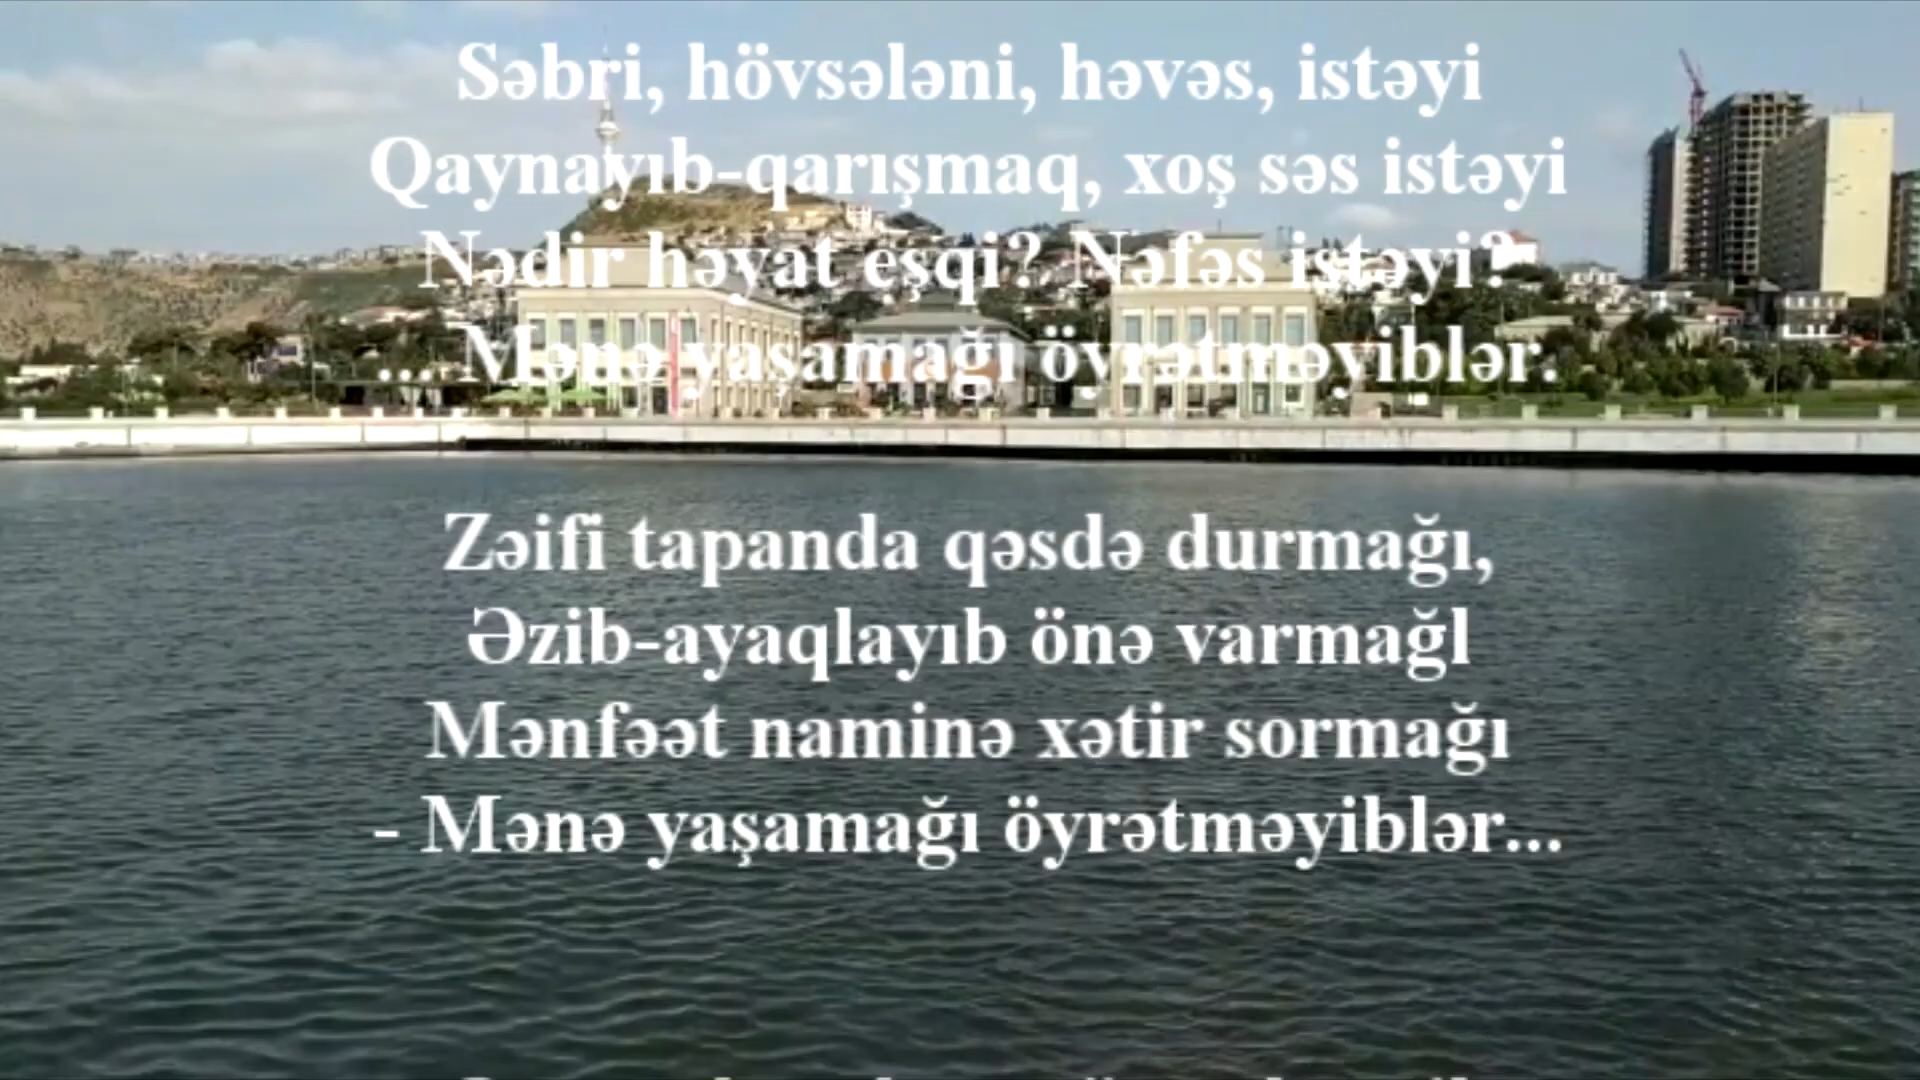 Səbri, hövsələni, həvəs, istəyi
Qaynayıb-qarışmaq, xoş səs istəyi
Nədir həyat eşqi? Nəfəs istəyi?
... Mənə yaşamağı öyrətməyiblər.
Zəifi tapanda qəsdə durmağı,
Əzib-ayaqlayıb önə varmağl
Mənfəət naminə xətir sormağı
- Mənə yaşamağı öyrətməyiblər...